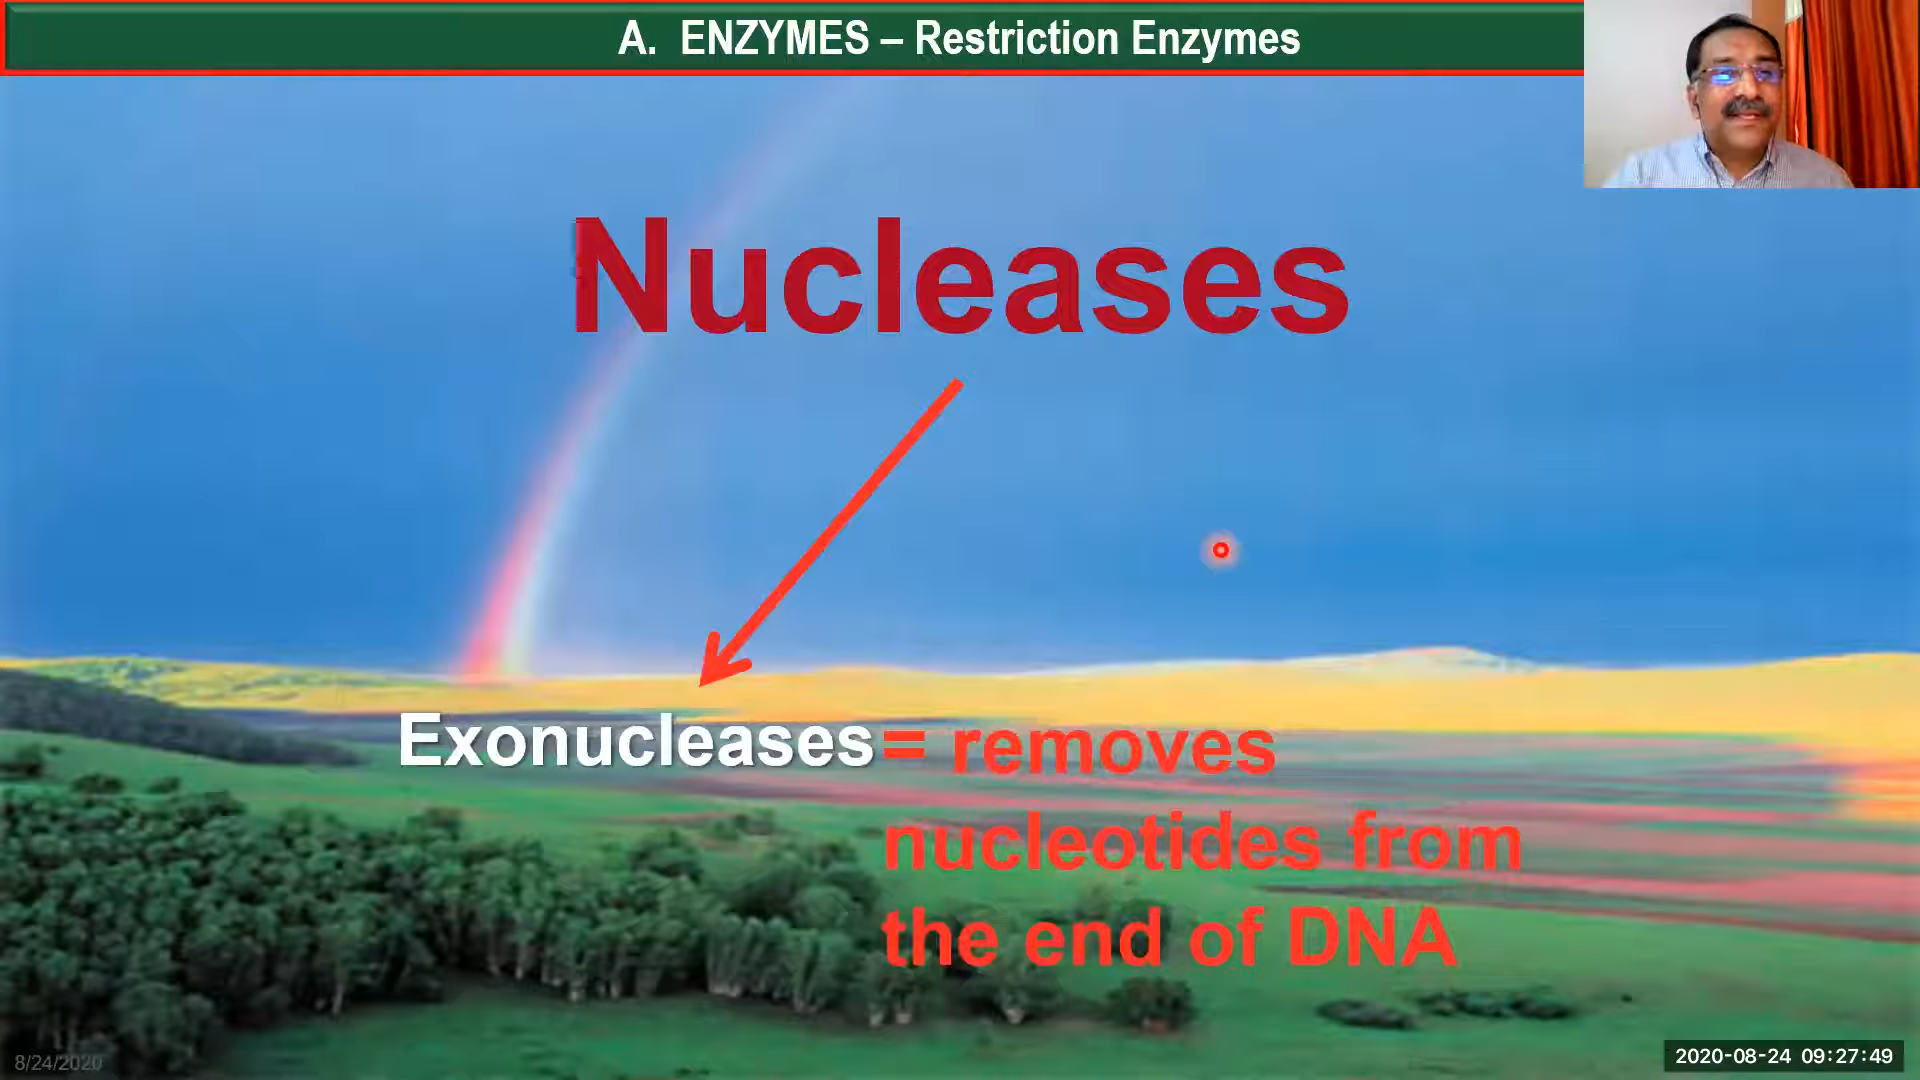 A. ENZYMES – Restriction Enzymes
Nucleases
Exonucleases = removes
nucleotides from
the end of DNA
8/24/2020
2020-08-24 09:27:49